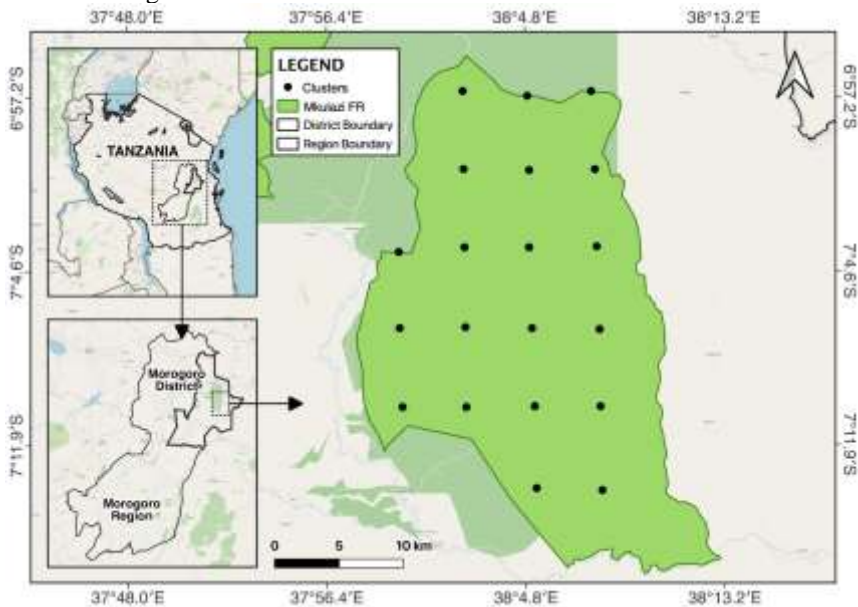 37°48.0'E 37°56.4'E 38°4.8'E 38°13.2'E
6°57.2'S
7°4.6'S
7°11.9'S
TANZANIA
LEGEND
Clusters
Mkulazi FR
District Boundary
Region Boundary
6°57.2'S
7°4.6'S
7°11.9'S
Morogoro
District
Morogoro
Region
0 5 10 km
37°48.0'E 37°56.4'E 38°4.8'E 38°13.2'E